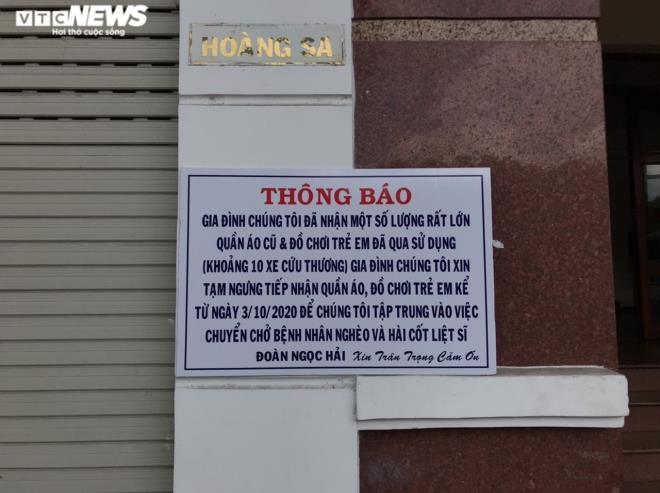 VTC NEWS
Hơi thở cuộc sống
HOÀNG SA
THÔNG BÁO
GIA ĐÌNH CHÚNG TÔI ĐÃ NHẬN MỘT SỐ LƯỢNG RẤT LỚN
QUẦN ÁO CŨ & ĐỒ CHƠI TRẺ EM ĐÃ QUA SỬ DỤNG
(KHOẢNG 10 XE CỨU THƯƠNG) GIA ĐÌNH CHÚNG TÔI XIN
TẠM NGƯNG TIẾP NHẬN QUẦN ÁO, ĐỒ CHƠI TRẺ EM KỂ
TỪ NGÀY 3/10/2020 ĐỂ CHÚNG TÔI TẬP TRUNG VÀO VIỆC
CHUYỂN CHỞ BỆNH NHÂN NGHÈO VÀ HÀI CỐT LIỆT SĨ
ĐOÀN NGỌC HẢI Xin Trân Trọng Cảm Ơn